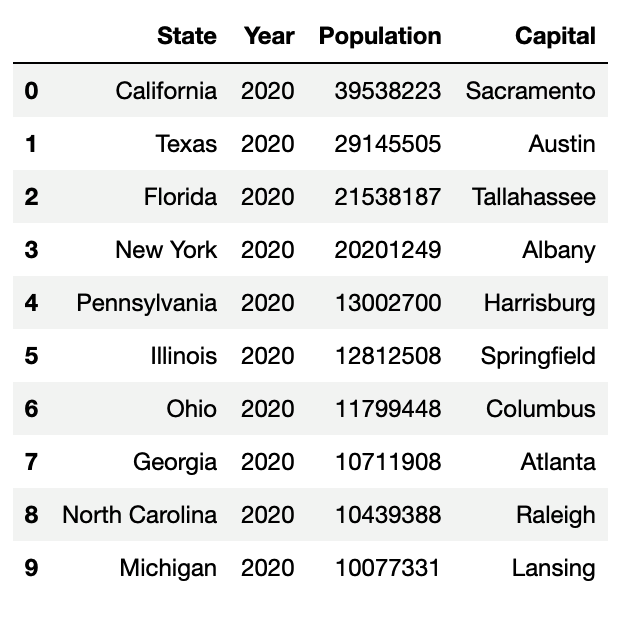 State Year Population Capital
0 California 2020 39538223 Sacramento
1 Texas 2020 29145505 Austin
2 Florida 2020 21538187 Tallahassee
3 New York 2020 20201249 Albany
4 Pennsylvania 2020 13002700 Harrisburg
5 Illinois 2020 12812508 Springfield
6 Ohio 2020 11799448 Columbus
7 Georgia 2020 10711908 Atlanta
8 North Carolina 2020 10439388 Raleigh
9 Michigan 2020 10077331 Lansing